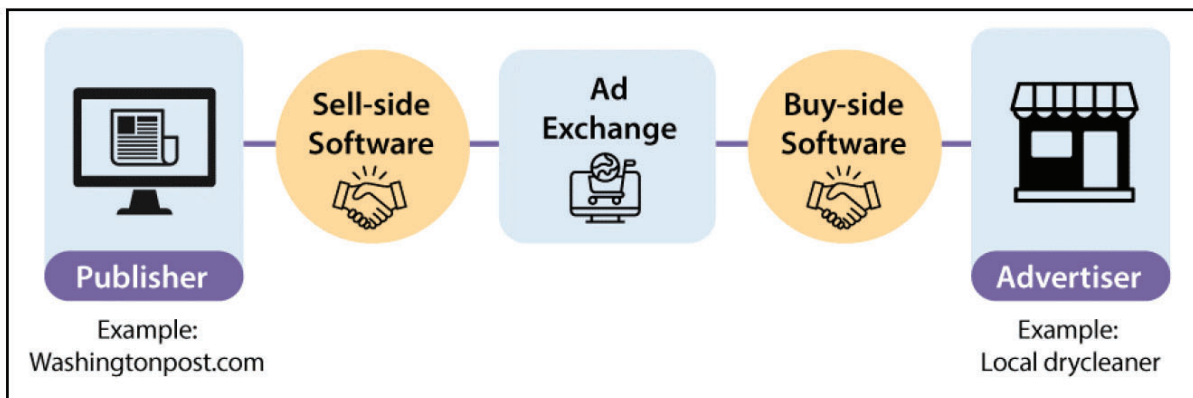 Sell-side
Software
Ad
Exchange
Buy-side
Software
Publisher
Advertiser
Example:
Washingtonpost.com
Example:
Local drycleaner